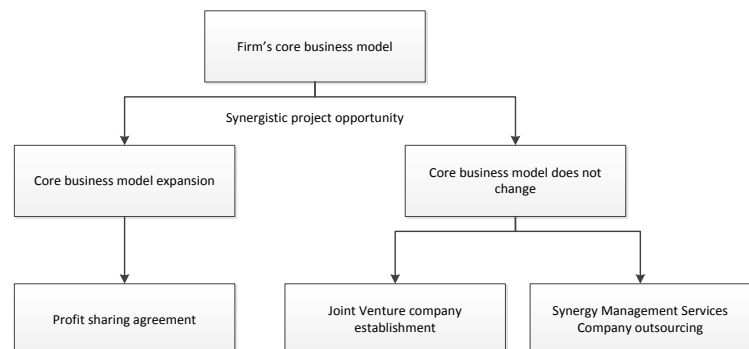 Firm's core business model
Synergistic project opportunity
Core business model expansion
Core business model does not
change
Profit sharing agreement
Joint Venture company
establishment
Synergy Management Services
Company outsourcing